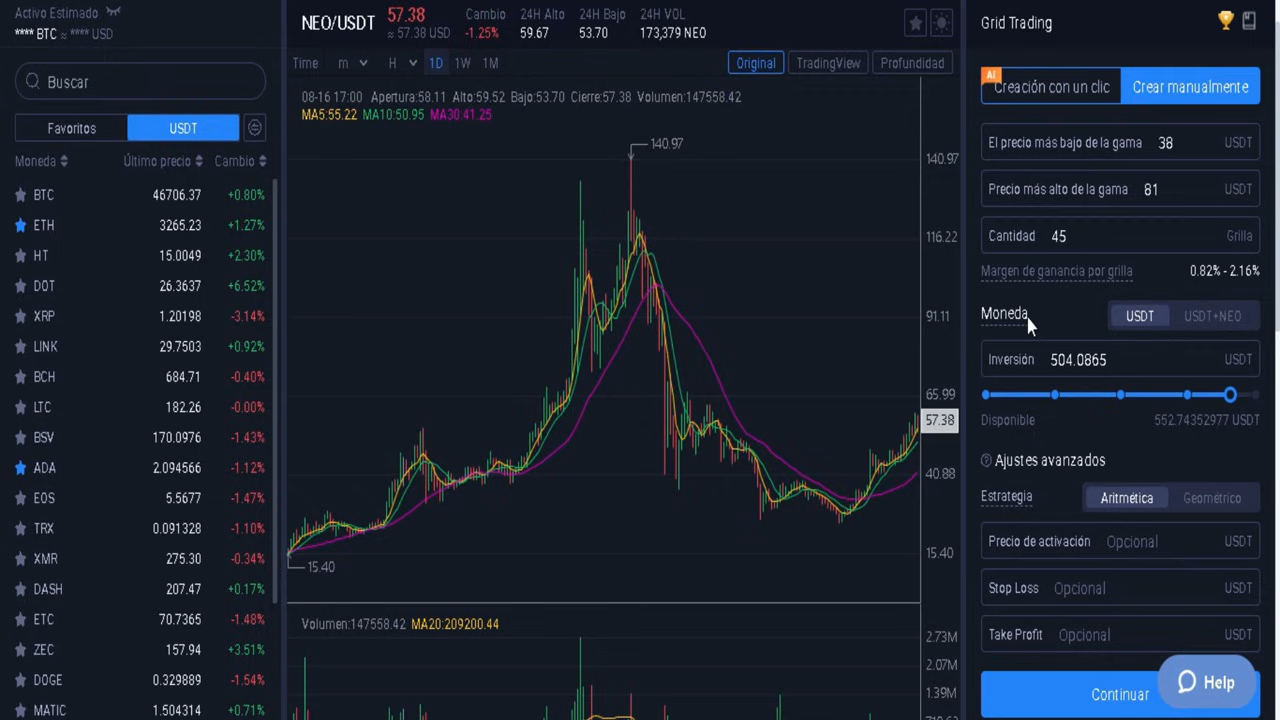 Activo Estimado
**** BTC ≈ **** USD
Buscar
Favoritos USDT
Moneda Último precio Cambio
BTC 46706.37 +0.80%
ETH 3265.23 +1.27%
HT 15.0049 +2.30%
DOT 26.3637 +6.52%
XRP 1.20198 -3.14%
LINK 29.7503 +0.92%
BCH 684.71 -0.40%
LTC 182.26 -0.00%
BSV 170.0976 -1.43%
ADA 2.094566 -1.12%
EOS 5.5677 -1.47%
TRX 0.091328 -1.10%
XMR 275.30 -0.34%
DASH 207.47 +0.17%
ETC 70.7365 -1.48%
ZEC 157.94 +3.51%
DOGE 0.329889 -1.54%
MATIC 1.504314 +0.71%
NEO/USDT 57.38 Cambio 24H Alto 24H Bajo 24H VOL
≈ 57.38 USD -1.25% 59.67 53.70 173,379 NEO
Time m H 1D 1W 1M Original TradingView Profundidad
08-16 17:00 Apertura:58.11 Alto:59.52 Bajo:53.70 Cierre:57.38 Volumen:147558.42
MA5:55.22 MA10:50.95 MA30:41.25
140.97
140.97
116.22
91.11
65.99
57.38
40.88
15.40
15.40
Volumen:147558.42 MA20:209200.44
2.73M
2.07M
1.39M
Grid Trading
AI
Creación con un clic Crear manualmente
El precio más bajo de la gama 38 USDT
Precio más alto de la gama 81 USDT
Cantidad 45 Grilla
Margen de ganancia por grilla 0.82% - 2.16%
Moneda USDT USDT+NEO
Inversión 504.0865 USDT
Disponible 552.74352977 USDT
Ajustes avanzados
Estrategia Aritmética Geométrico
Precio de activación Opcional USDT
Stop Loss Opcional USDT
Take Profit Opcional USDT
Continuar
Help